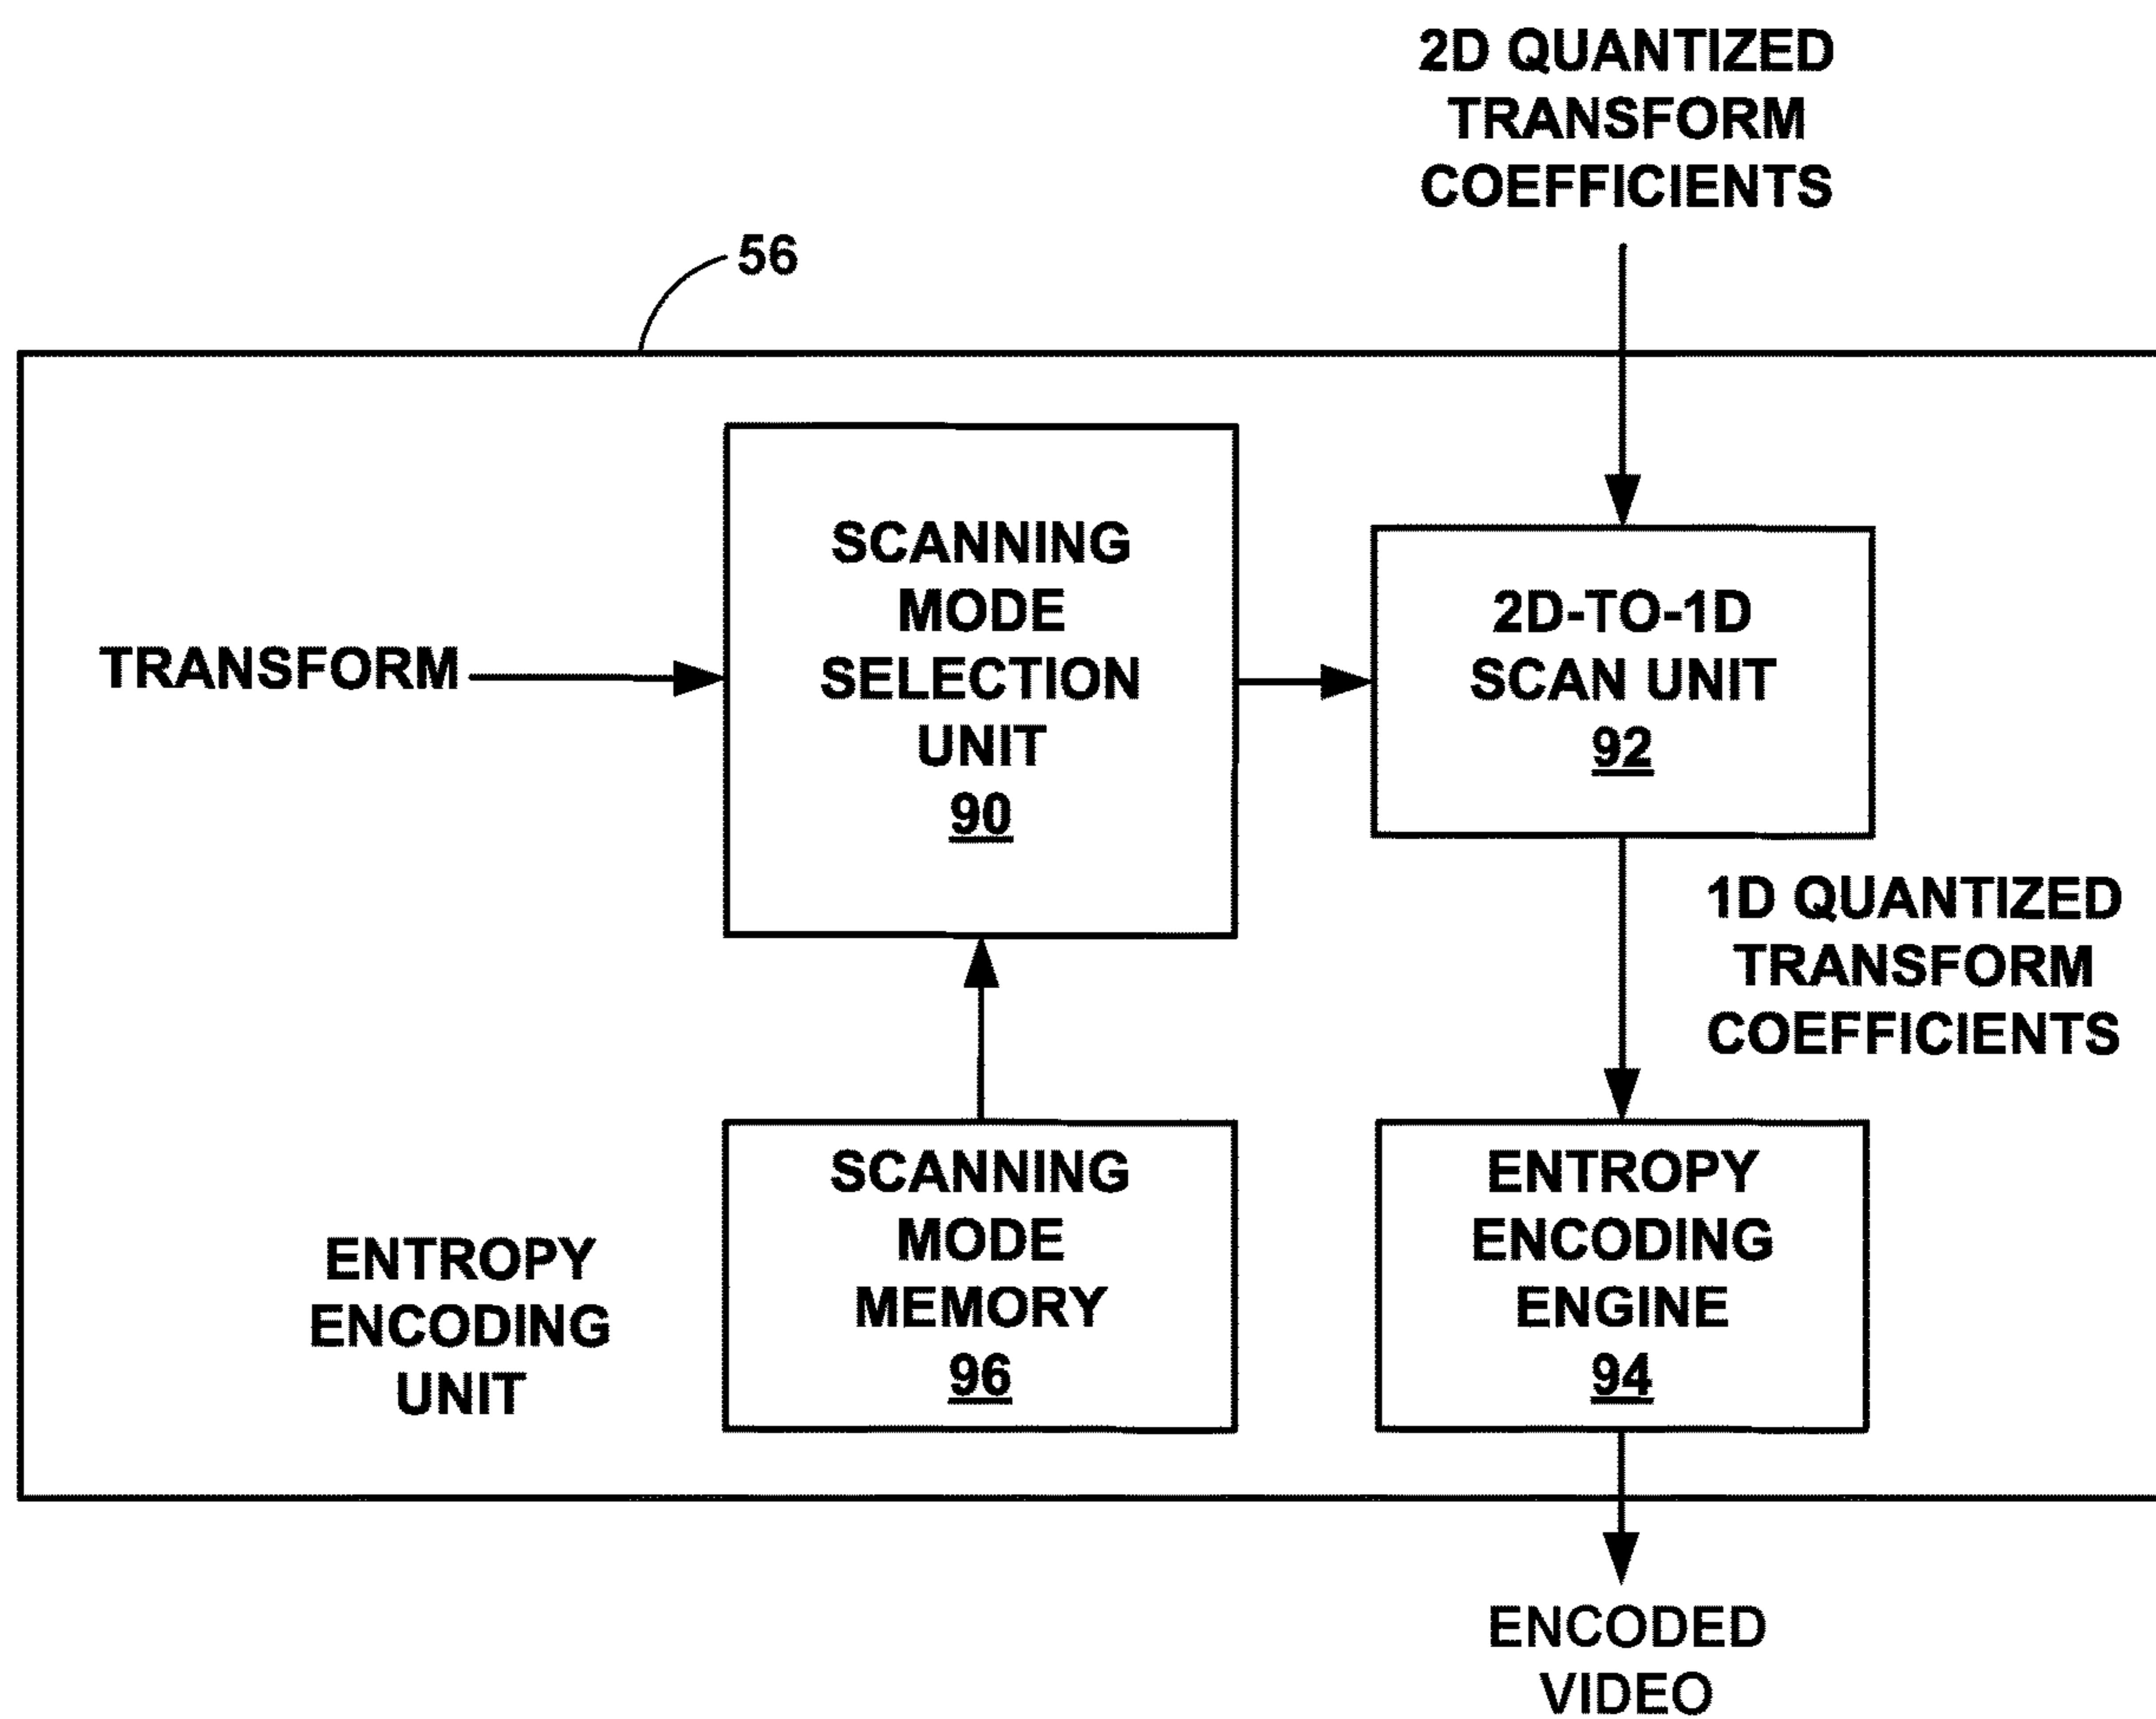 2D QUANTIZED
TRANSFORM
COEFFICIENTS
56
SCANNING
MODE
SELECTION
UNIT
90
TRANSFORM
2D-TO-1D
SCAN UNIT
92
1D QUANTIZED
TRANSFORM
COEFFICIENTS
SCANNING
MODE
MEMORY
96
ENTROPY
ENCODING
ENGINE
94
ENTROPY
ENCODING
UNIT
ENCODED
VIDEO